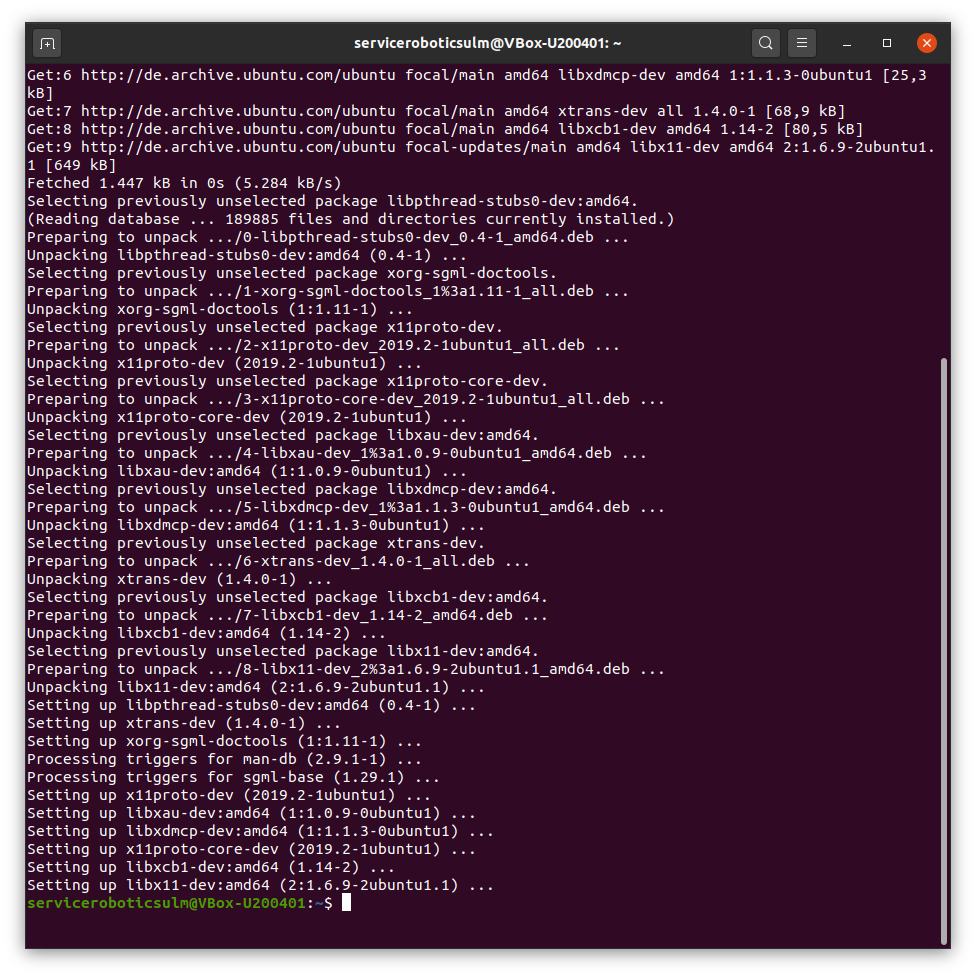 serviceroboticsulm@VBox-U200401: ~
Get:6 http://de.archive.ubuntu.com/ubuntu focal/main amd64 libxdmcp-dev amd64 1:1.1.3-0ubuntu1 [25,3
kB]
Get:7 http://de.archive.ubuntu.com/ubuntu focal/main amd64 xtrans-dev all 1.4.0-1 [68,9 kB]
Get:8 http://de.archive.ubuntu.com/ubuntu focal/main amd64 libxcb1-dev amd64 1.14-2 [80,5 kB]
Get:9 http://de.archive.ubuntu.com/ubuntu focal-updates/main amd64 libx11-dev amd64 2:1.6.9-2ubuntu1.
1 [649 kB]
Fetched 1.447 kB in 0s (5.284 kB/s)
Selecting previously unselected package libpthread-stubs0-dev:amd64.
(Reading database ... 189885 files and directories currently installed.)
Preparing to unpack .../0-libpthread-stubs0-dev_0.4-1_amd64.deb ...
Unpacking libpthread-stubs0-dev:amd64 (0.4-1) ...
Selecting previously unselected package xorg-sgml-doctools.
Preparing to unpack .../1-xorg-sgml-doctools_1%3a1.11-1_all.deb ...
Unpacking xorg-sgml-doctools (1:1.11-1) ...
Selecting previously unselected package x11proto-dev.
Preparing to unpack .../2-x11proto-dev_2019.2-1ubuntu1_all.deb ...
Unpacking x11proto-dev (2019.2-1ubuntu1) ...
Selecting previously unselected package x11proto-core-dev.
Preparing to unpack .../3-x11proto-core-dev_2019.2-1ubuntu1_all.deb ...
Unpacking x11proto-core-dev (2019.2-1ubuntu1) ...
Selecting previously unselected package libxau-dev:amd64.
Preparing to unpack .../4-libxau-dev_1%3a1.0.9-0ubuntu1_amd64.deb ...
Unpacking libxau-dev:amd64 (1:1.0.9-0ubuntu1) ...
Selecting previously unselected package libxdmcp-dev:amd64.
Preparing to unpack .../5-libxdmcp-dev_1%3a1.1.3-0ubuntu1_amd64.deb ...
Unpacking libxdmcp-dev:amd64 (1:1.1.3-0ubuntu1) ...
Selecting previously unselected package xtrans-dev.
Preparing to unpack .../6-xtrans-dev_1.4.0-1_all.deb ...
Unpacking xtrans-dev (1.4.0-1) ...
Selecting previously unselected package libxcb1-dev:amd64.
Preparing to unpack .../7-libxcb1-dev_1.14-2_amd64.deb ...
Unpacking libxcb1-dev:amd64 (1.14-2) ...
Selecting previously unselected package libx11-dev:amd64.
Preparing to unpack .../8-libx11-dev_2%3a1.6.9-2ubuntu1.1_amd64.deb ...
Unpacking libx11-dev:amd64 (2:1.6.9-2ubuntu1.1) ...
Setting up libpthread-stubs0-dev:amd64 (0.4-1) ...
Setting up xtrans-dev (1.4.0-1) ...
Setting up xorg-sgml-doctools (1:1.11-1) ...
Processing triggers for man-db (2.9.1-1) ...
Processing triggers for sgml-base (1.29.1) ...
Setting up x11proto-dev (2019.2-1ubuntu1) ...
Setting up libxau-dev:amd64 (1:1.0.9-0ubuntu1) ...
Setting up libxdmcp-dev:amd64 (1:1.1.3-0ubuntu1) ...
Setting up x11proto-core-dev (2019.2-1ubuntu1) ...
Setting up libxcb1-dev:amd64 (1.14-2) ...
Setting up libx11-dev:amd64 (2:1.6.9-2ubuntu1.1) ...
serviceroboticsulm@VBox-U200401:~$